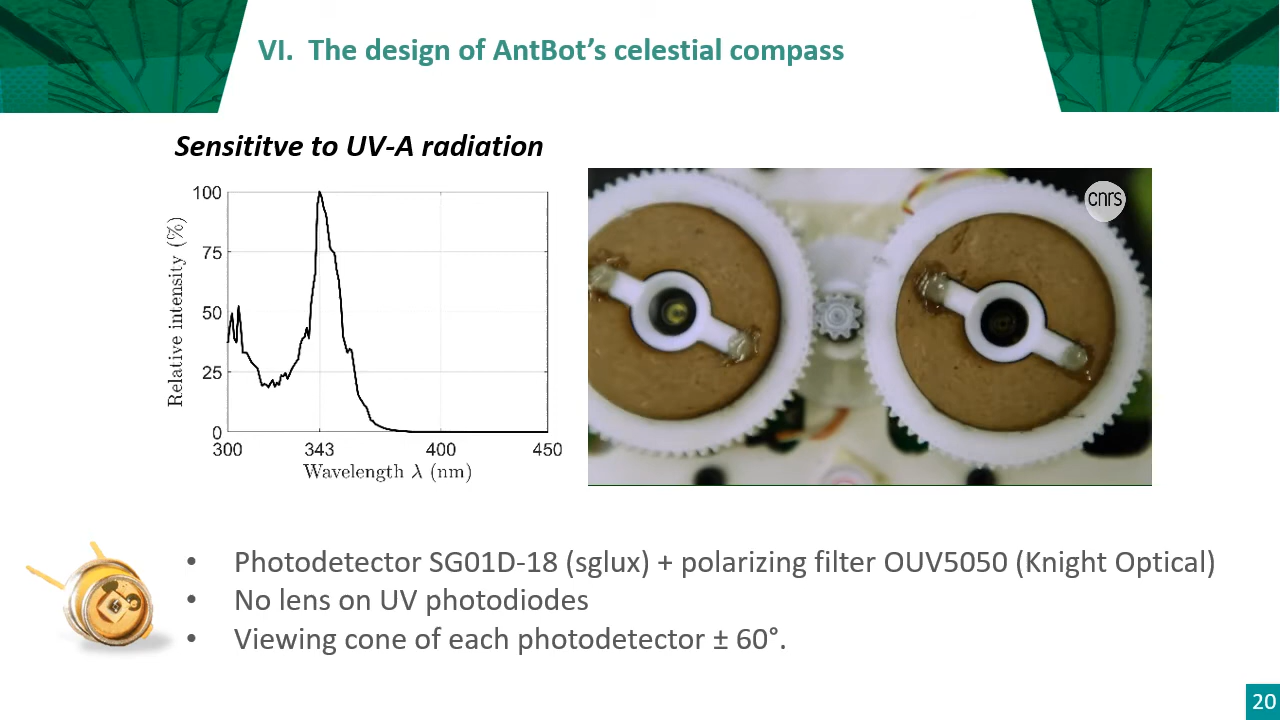 VI. The design of AntBot's celestial compass
Sensititve to UV-A radiation
100
75
50
25
0
Relative intensity (%)
300 343 400 450
Wavelength λ (nm)
cnrs
• Photodetector SG01D-18 (sglux) + polarizing filter OUV5050 (Knight Optical)
• No lens on UV photodiodes
• Viewing cone of each photodetector ± 60°.
20